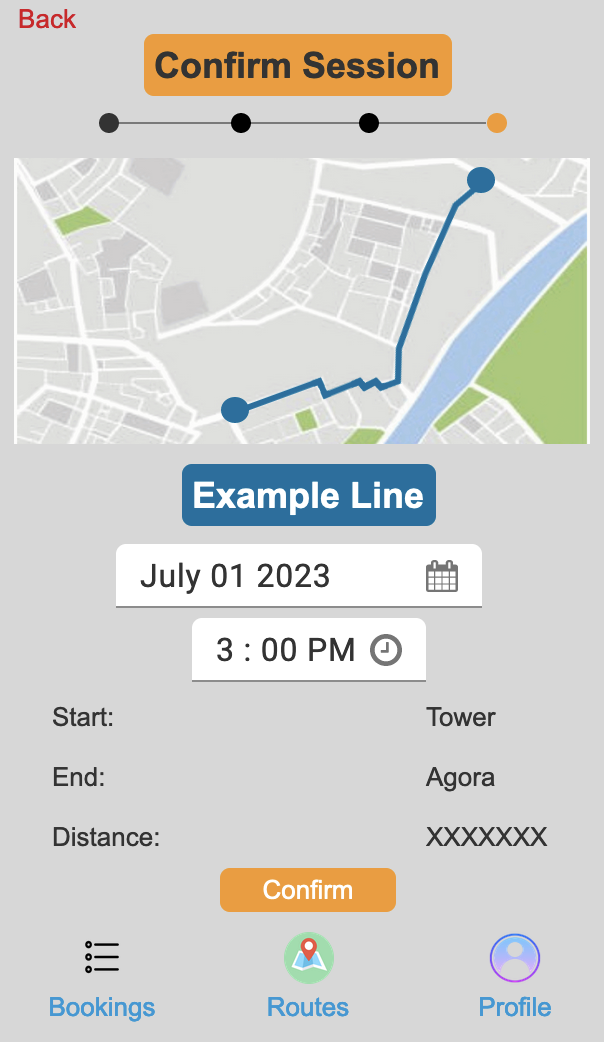 Back
Confirm Session
Example Line
July 01 2023
3 : 00 PM
Start: Tower
End: Agora
Distance: XXXXXXX
Confirm
Bookings Routes Profile